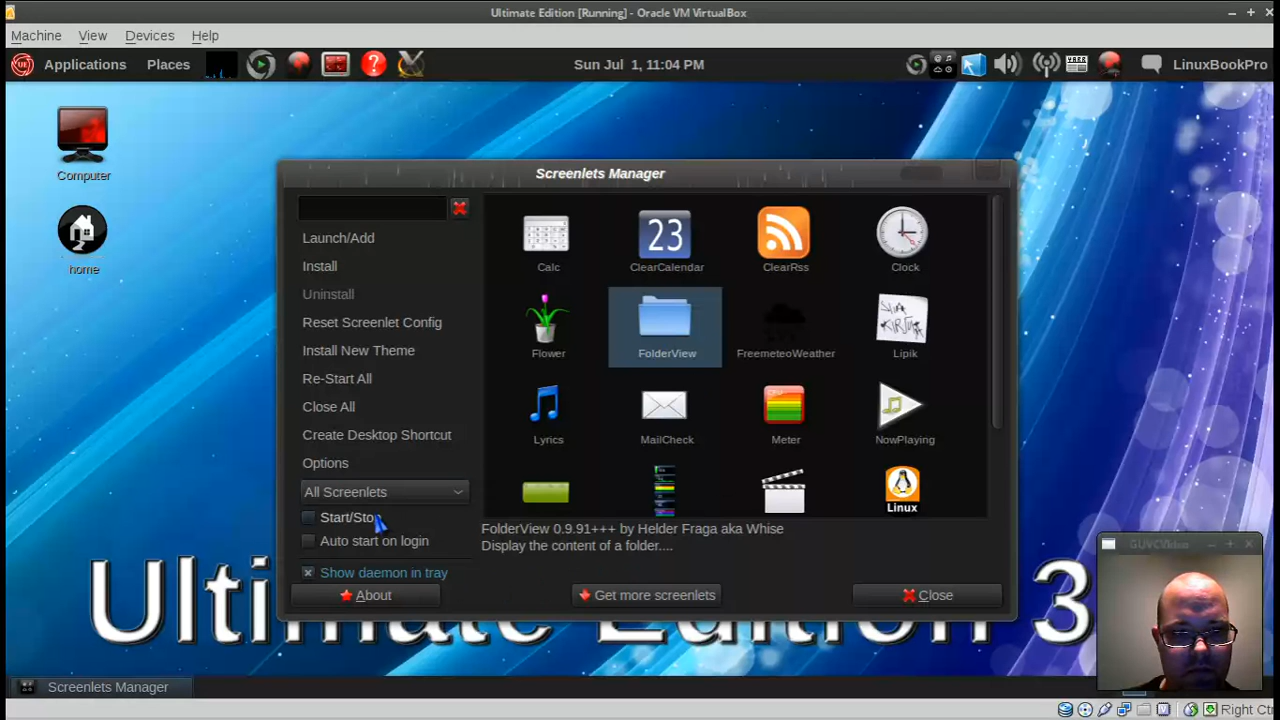 Ultimate Edition [Running] - Oracle VM VirtualBox
Machine View Devices Help
Applications Places
Sun Jul 1, 11:04 PM
LinuxBookPro
Computer
home
Screenlets Manager
Launch/Add
Install
Uninstall
Reset Screenlet Config
Install New Theme
Re-Start All
Close All
Create Desktop Shortcut
Options
All Screenlets
Start/Stop
Auto start on login
Show daemon in tray
About
23
Calc ClearCalendar ClearRss Clock
Flower FolderView FreemeteoWeather Lipik
CPU
Lyrics MailCheck Meter NowPlaying
Linux
FolderView 0.9.91+++ by Helder Fraga aka Whise
Display the content of a folder....
Get more screenlets
Close
Ultimate Edition 3
GUVCVideo
Screenlets Manager
Right Ctr